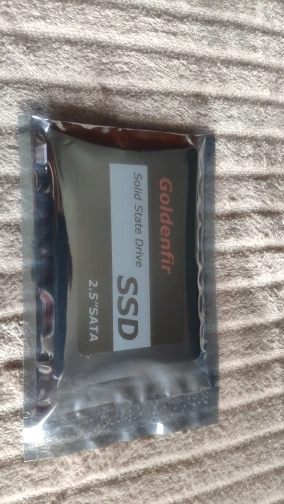 Goldenfir
Solid State Drive
SSD
2.5"SATA